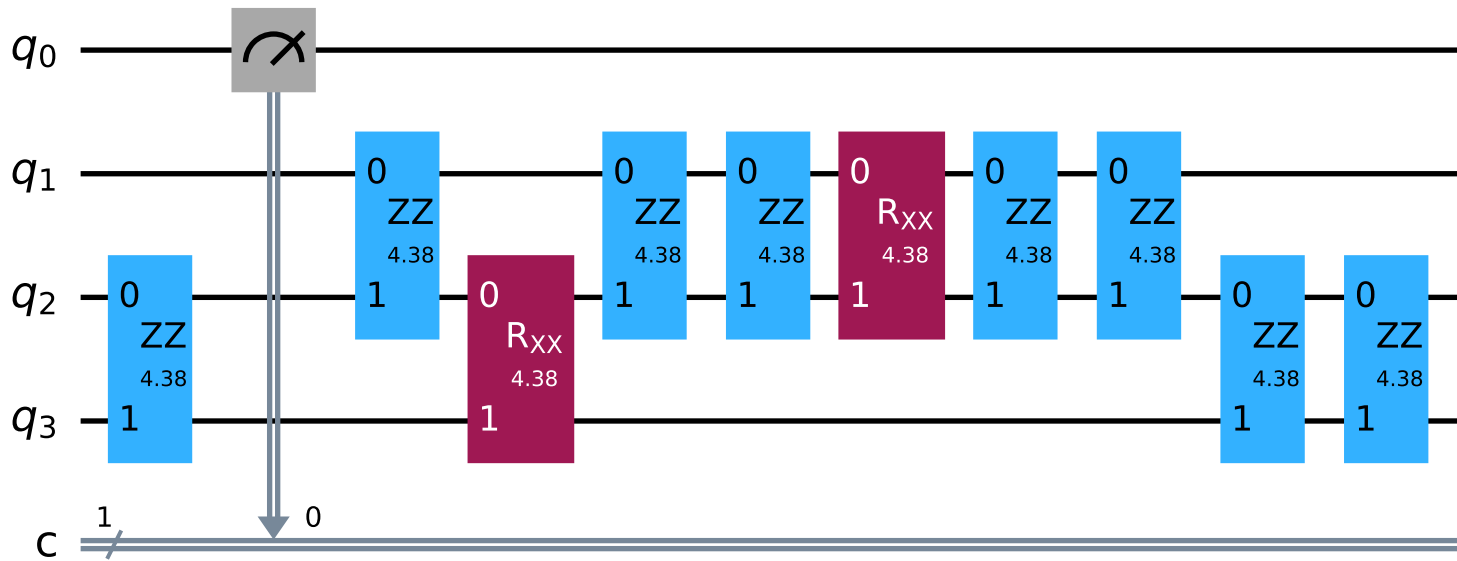 q0
q1 0 0 0 0 0 0
ZZ ZZ ZZ RXX ZZ ZZ
4.38 4.38 4.38 4.38 4.38 4.38
q2 0 1 0 1 1 1 1 1 0 0
ZZ RXX ZZ ZZ
4.38 4.38 4.38 4.38
q3 1 1 1 1
1 0
c